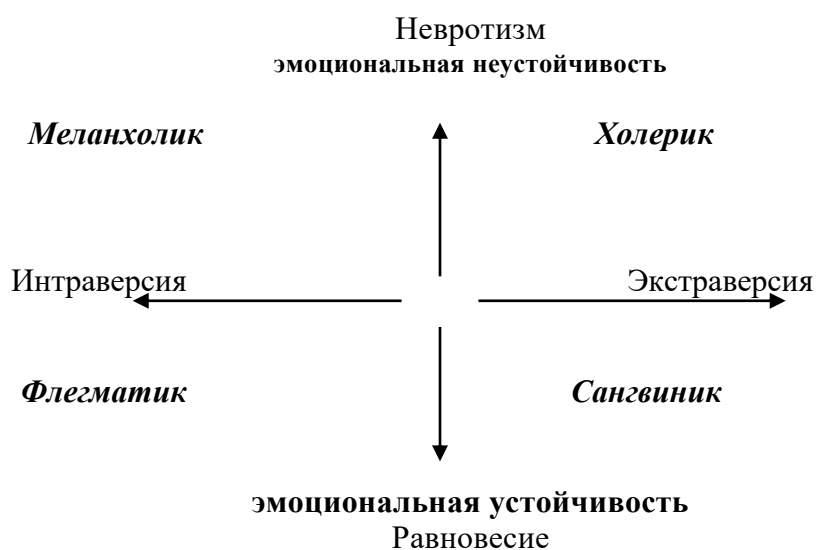 Невротизм
эмоциональная неустойчивость
Меланхолик Холерик
Интраверсия Экстраверсия
Флегматик Сангвиник
эмоциональная устойчивость
Равновесие